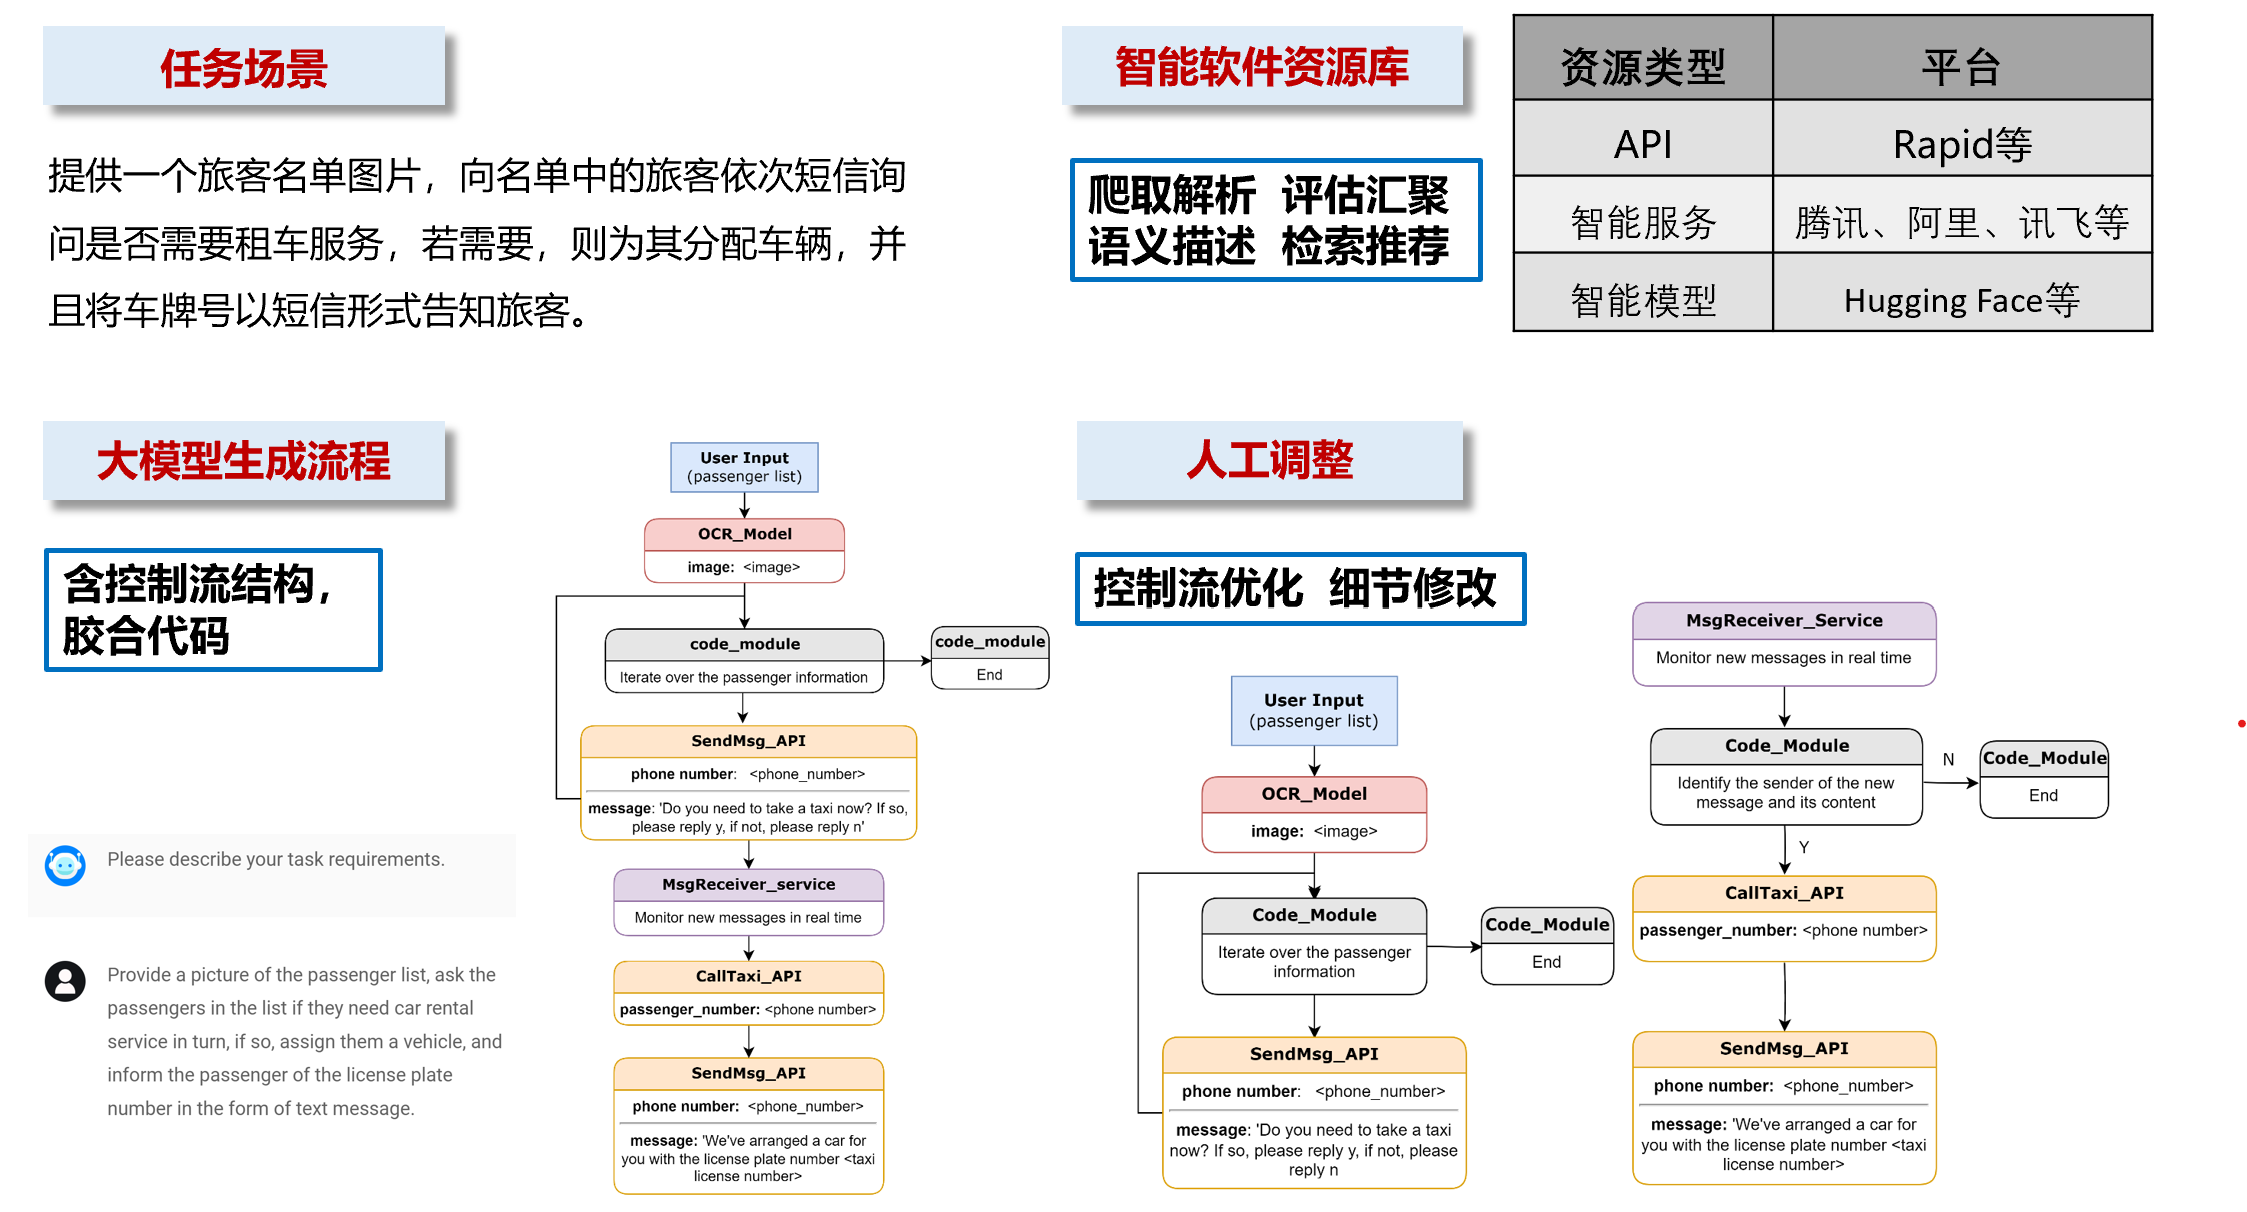 任务场景
提供一个旅客名单图片，向名单中的旅客依次短信询
问是否需要租车服务，若需要，则为其分配车辆，并
且将车牌号以短信形式告知旅客。
智能软件资源库
爬取解析 评估汇聚
语义描述 检索推荐
资源类型 平台
API Rapid等
智能服务 腾讯、阿里、讯飞等
智能模型 Hugging Face等
大模型生成流程
含控制流结构，
胶合代码
Please describe your task requirements.
Provide a picture of the passenger list, ask the
passengers in the list if they need car rental
service in turn, if so, assign them a vehicle, and
inform the passenger of the license plate
number in the form of text message.
User Input
(passenger list)
OCR_Model
image: <image>
code_module
Iterate over the passenger information
code_module
End
SendMsg_API
phone number: <phone_number>
message: 'Do you need to take a taxi now? If so,
please reply y, if not, please reply n'
MsgReceiver_service
Monitor new messages in real time
CallTaxi_API
passenger_number: <phone number>
SendMsg_API
phone number: <phone_number>
message: 'We've arranged a car for
you with the license plate number <taxi
license number>
人工调整
控制流优化 细节修改
User Input
(passenger list)
OCR_Model
image: <image>
Code_Module
Iterate over the passenger
information
Code_Module
End
SendMsg_API
phone number: <phone_number>
message: 'Do you need to take a taxi
now? If so, please reply y, if not, please
reply n
MsgReceiver_Service
Monitor new messages in real time
Code_Module
Identify the sender of the new
message and its content
N
Code_Module
End
Y
CallTaxi_API
passenger_number: <phone number>
SendMsg_API
phone number: <phone_number>
message: 'We've arranged a car for
you with the license plate number <taxi
license number>